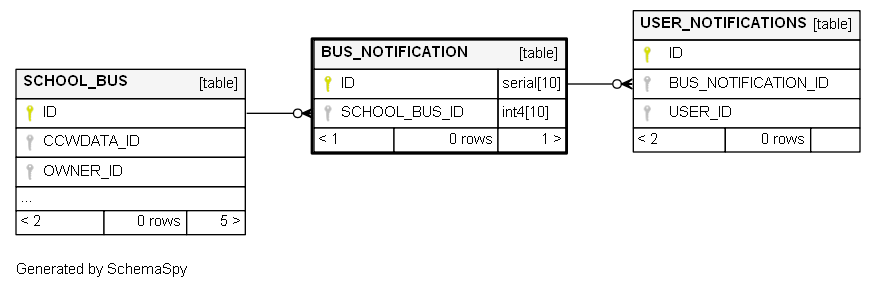 SCHOOL_BUS [table]
ID
CCWDATA_ID
OWNER_ID
...
< 2 0 rows 5 >
BUS_NOTIFICATION [table]
ID serial[10]
SCHOOL_BUS_ID int4[10]
< 1 0 rows 1 >
USER_NOTIFICATIONS [table]
ID
BUS_NOTIFICATION_ID
USER_ID
< 2 0 rows
Generated by SchemaSpy